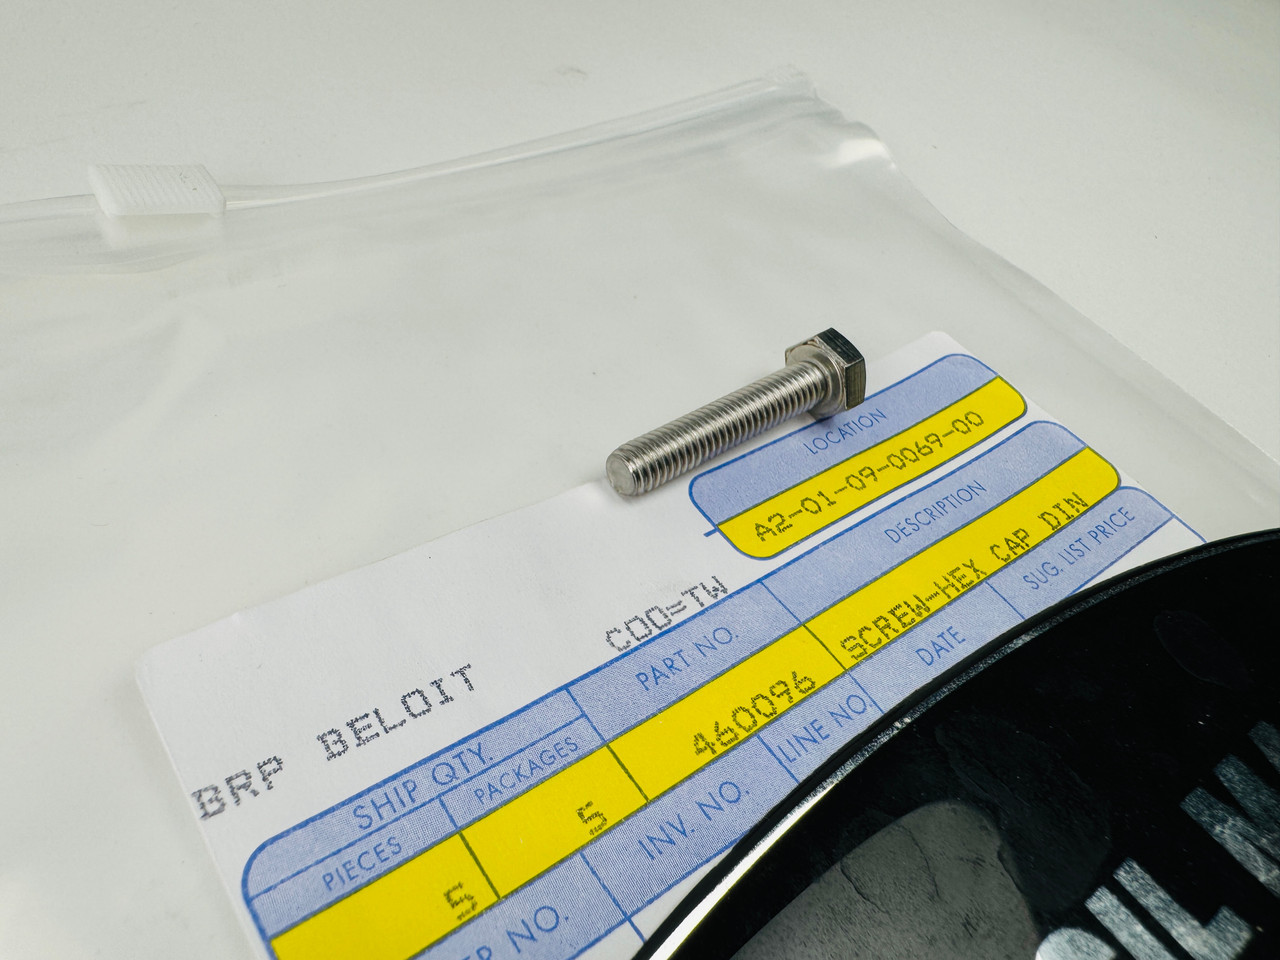 LOCATION
A2-01-09-0069-00
BRP BELOIT COO=TW
SHIP QTY. PART NO. DESCRIPTION
PIECES PACKAGES
5 5 460096 SCREW-HEX CAP DIN
NO. INV. NO. LINE NO. DATE SUG. LIST PRICE